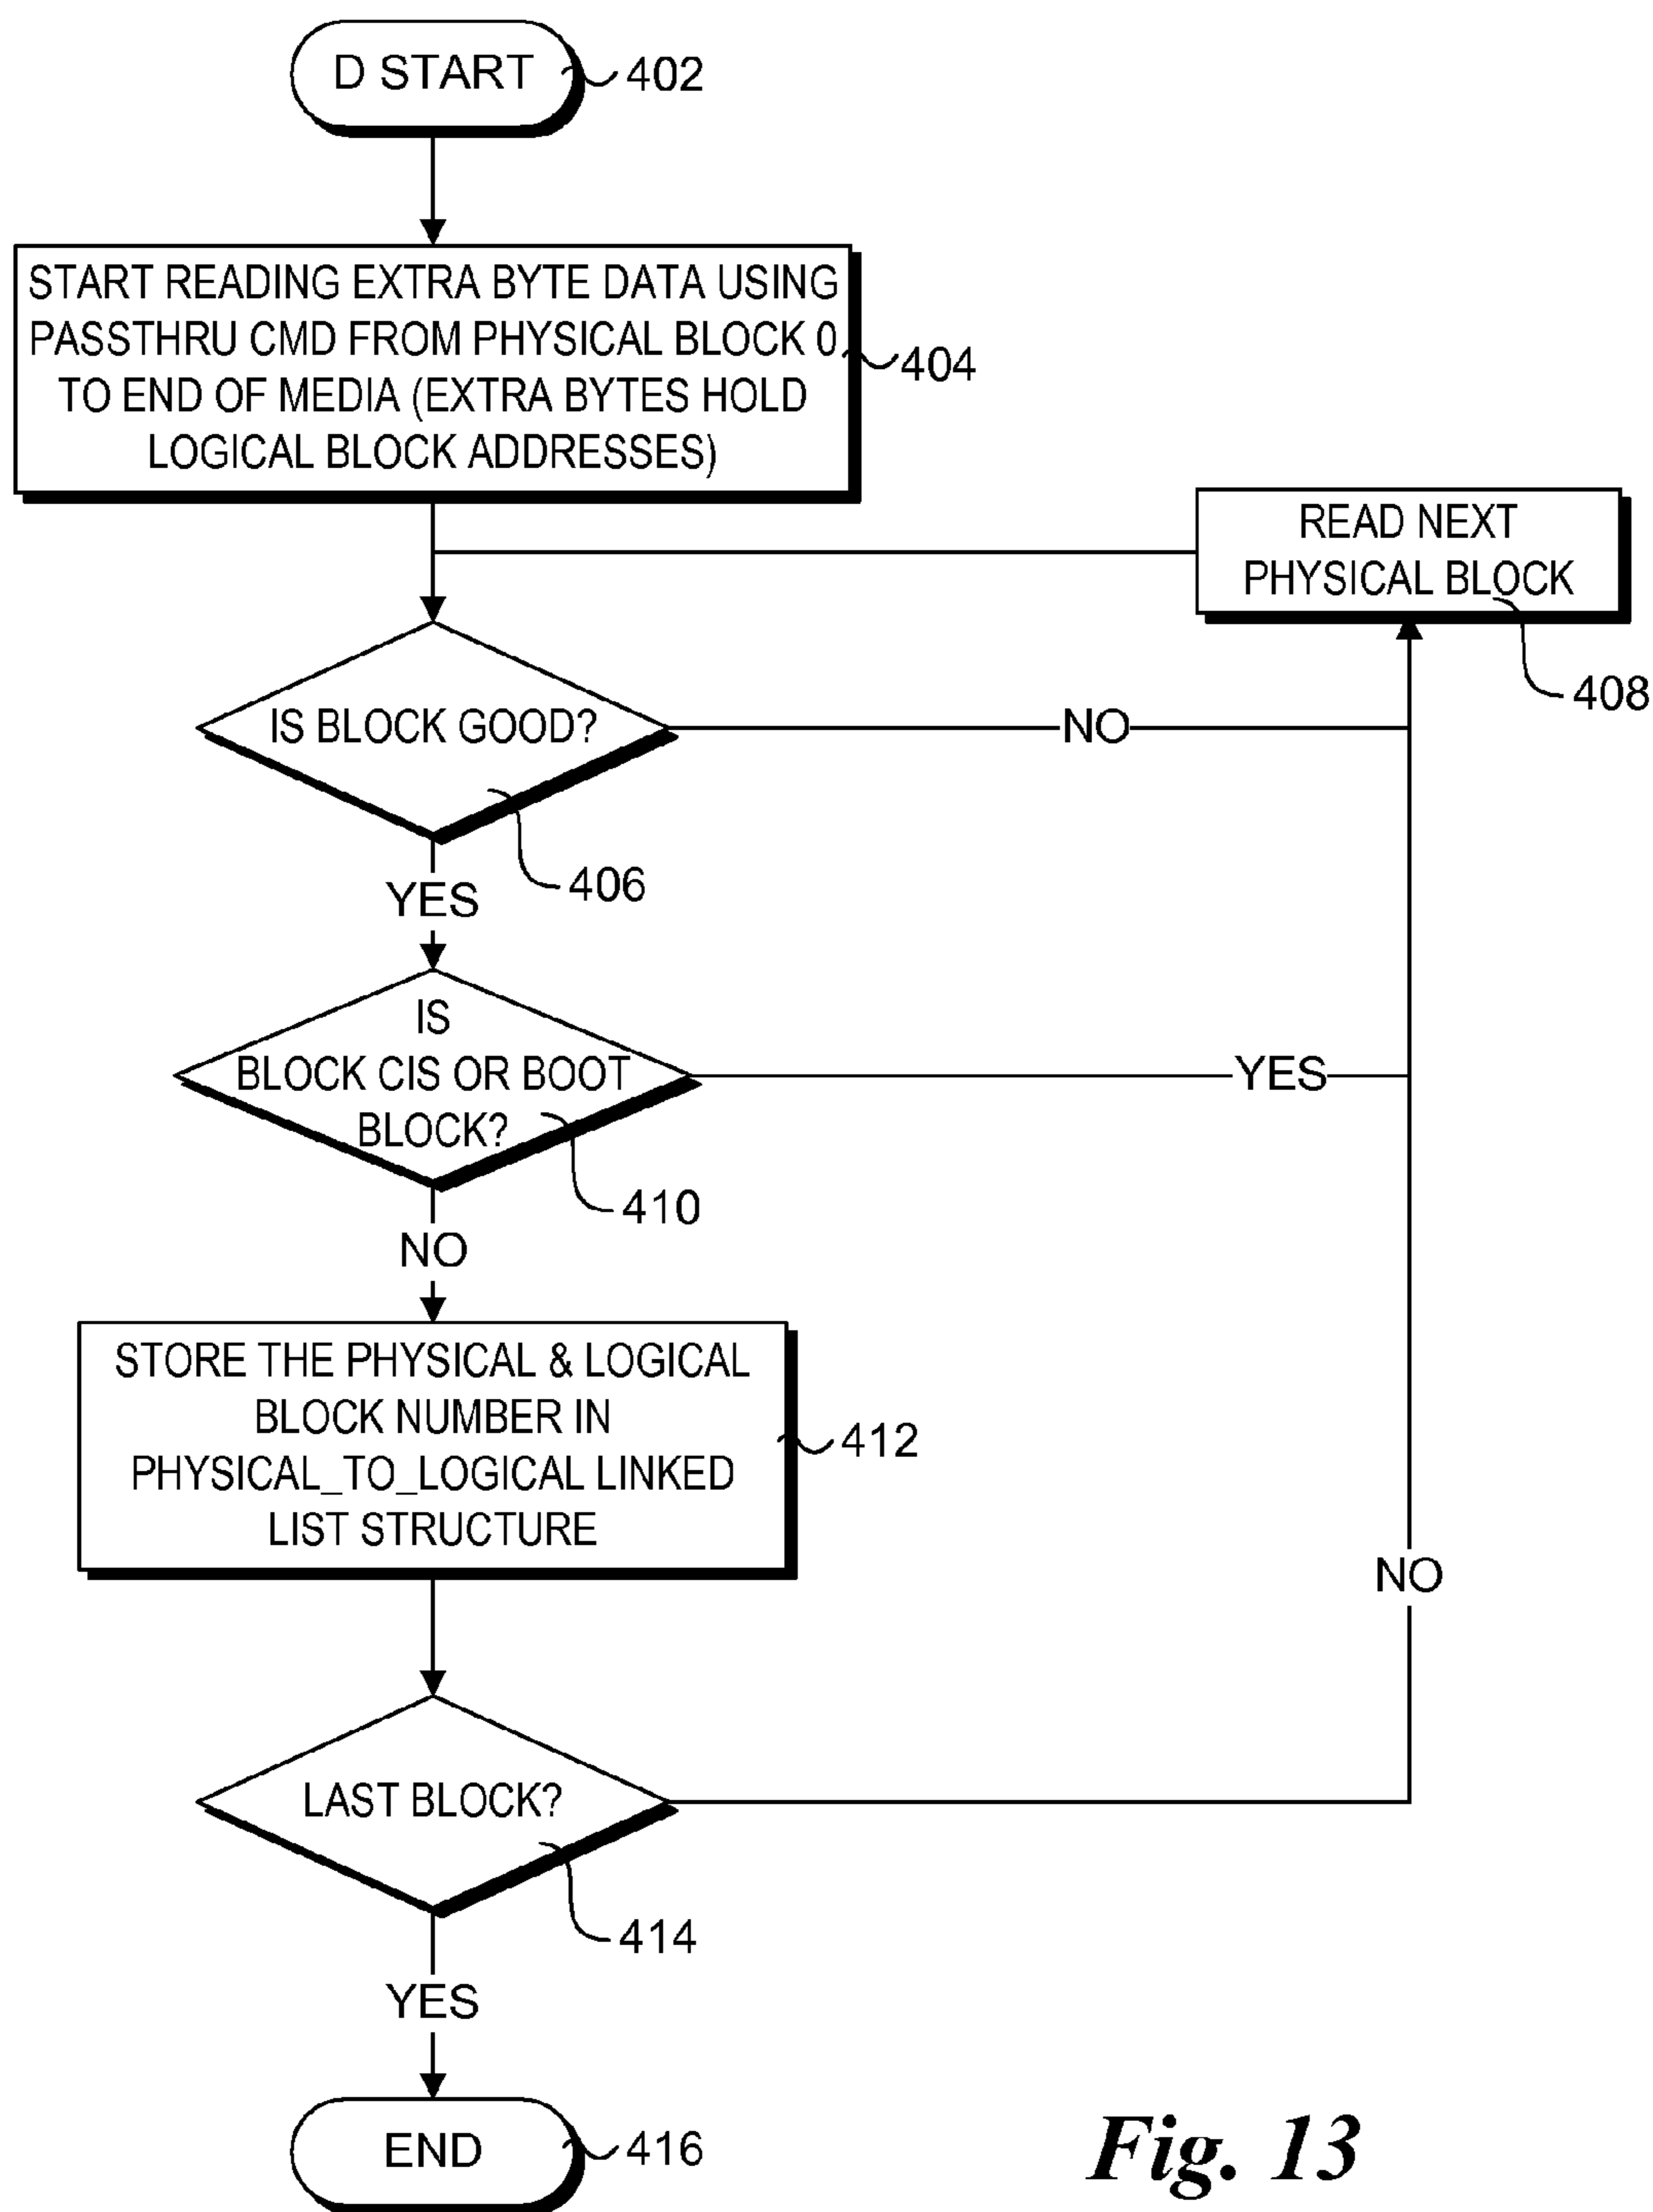 D START
402
START READING EXTRA BYTE DATA USING
PASSTHRU CMD FROM PHYSICAL BLOCK 0
TO END OF MEDIA (EXTRA BYTES HOLD
LOGICAL BLOCK ADDRESSES)
404
READ NEXT
PHYSICAL BLOCK
408
IS BLOCK GOOD?
NO
406
YES
IS
BLOCK CIS OR BOOT
BLOCK?
YES
410
NO
STORE THE PHYSICAL & LOGICAL
BLOCK NUMBER IN
PHYSICAL_TO_LOGICAL LINKED
LIST STRUCTURE
412
NO
LAST BLOCK?
414
YES
END
416
Fig. 13